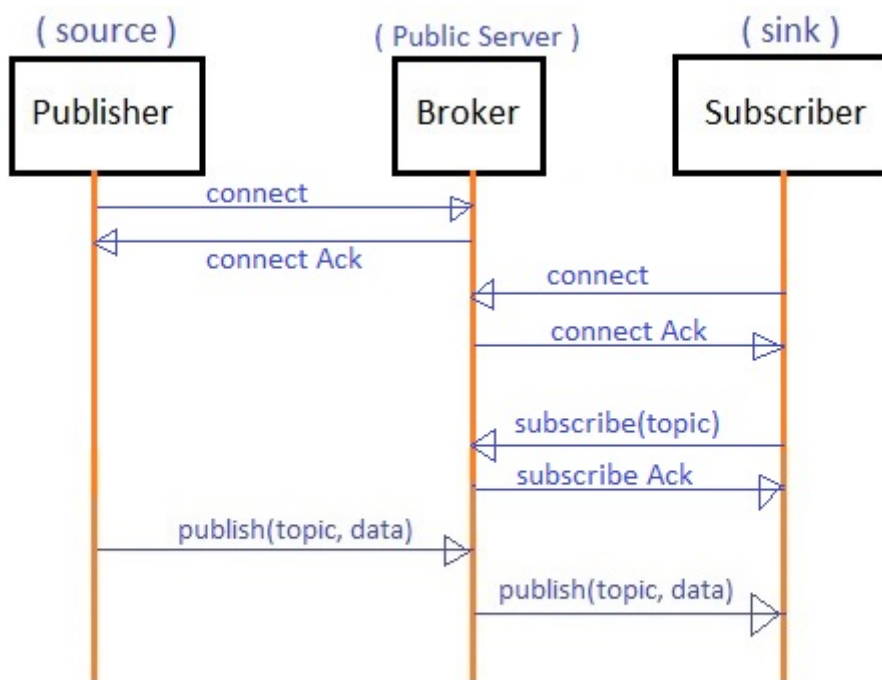 ( source )
( Public Server )
( sink )
Publisher
Broker
Subscriber
connect
connect Ack
connect
connect Ack
subscribe(topic)
subscribe Ack
publish(topic, data)
publish(topic, data)